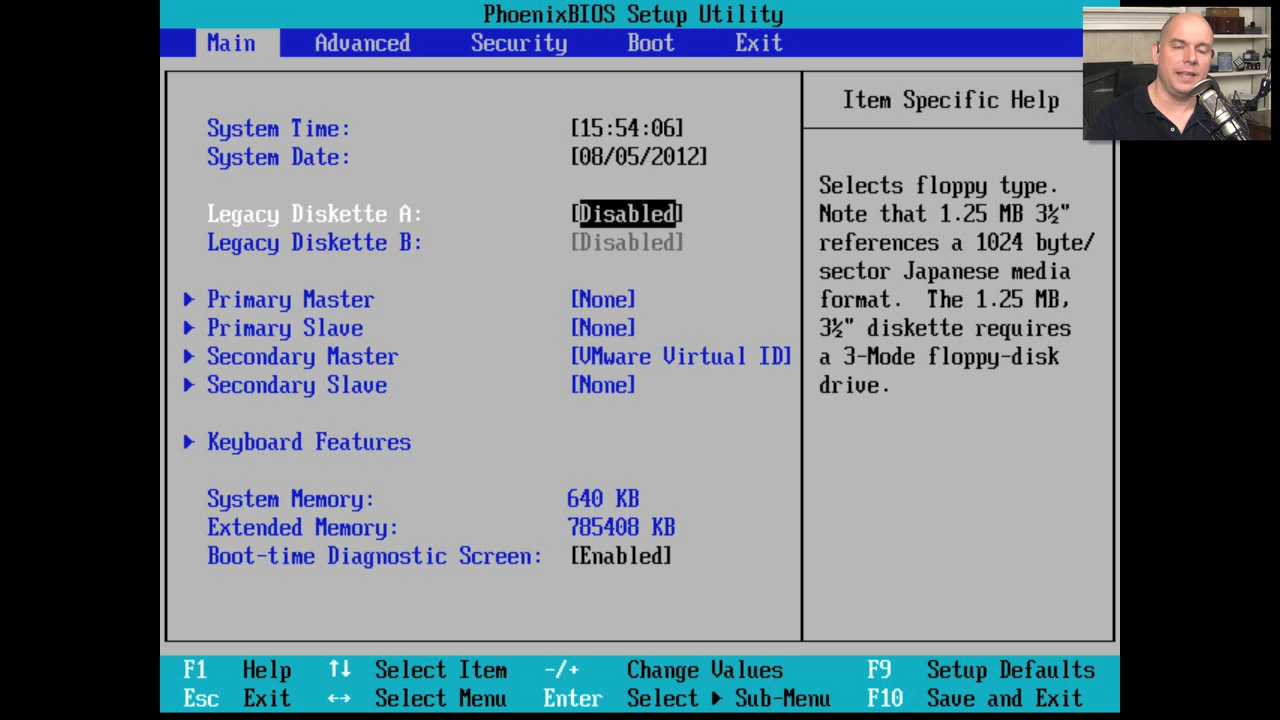 PhoenixBIOS Setup Utility
Main Advanced Security Boot Exit
System Time: [15:54:06]
System Date: [08/05/2012]
Legacy Diskette A: [Disabled]
Legacy Diskette B: [Disabled]
Primary Master [None]
Primary Slave [None]
Secondary Master [VMware Virtual ID]
Secondary Slave [None]
Keyboard Features
System Memory: 640 KB
Extended Memory: 785408 KB
Boot-time Diagnostic Screen: [Enabled]
Item Specific Help
Selects floppy type.
Note that 1.25 MB 3½"
references a 1024 byte/
sector Japanese media
format. The 1.25 MB,
3½" diskette requires
a 3-Mode floppy-disk
drive.
F1 Help ↑↓ Select Item -/+ Change Values F9 Setup Defaults
Esc Exit ↔ Select Menu Enter Select ▶ Sub-Menu F10 Save and Exit